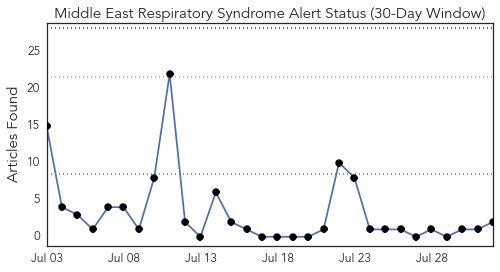 Middle East Respiratory Syndrome Alert Status (30-Day Window)
Articles Found
25
20
15
10
5
0
Jul 03
Jul 08
Jul 13
Jul 18
Jul 23
Jul 28